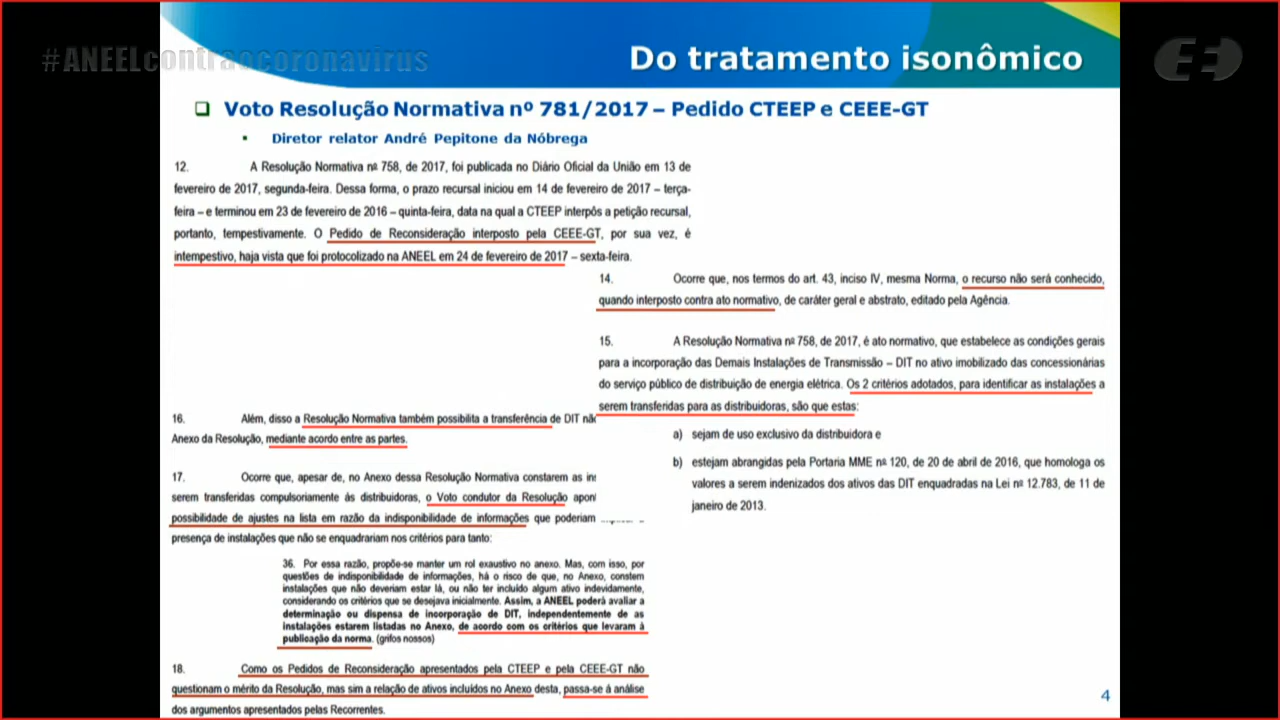 #ANEELcontraocoronavirus
Do tratamento isonômico
Voto Resolução Normativa nº 781/2017 – Pedido CTEEP e CEEE-GT
Diretor relator André Pepitone da Nóbrega
12. A Resolução Normativa nº 758, de 2017, foi publicada no Diário Oficial da União em 13 de
fevereiro de 2017, segunda-feira. Dessa forma, o prazo recursal iniciou em 14 de fevereiro de 2017 – terça-
feira – e terminou em 23 de fevereiro de 2016 – quinta-feira, data na qual a CTEEP interpôs a petição recursal,
portanto, tempestivamente. O Pedido de Reconsideração interposto pela CEEE-GT, por sua vez, é
intempestivo, haja vista que foi protocolizado na ANEEL em 24 de fevereiro de 2017 – sexta-feira.
14. Ocorre que, nos termos do art. 43, inciso IV, mesma Norma, o recurso não será conhecido,
quando interposto contra ato normativo, de caráter geral e abstrato, editado pela Agência.
15. A Resolução Normativa nº 758, de 2017, é ato normativo, que estabelece as condições gerais
para a incorporação das Demais Instalações de Transmissão – DIT no ativo imobilizado das concessionárias
do serviço público de distribuição de energia elétrica. Os 2 critérios adotados, para identificar as instalações a
serem transferidas para as distribuidoras, são que estas:
a) sejam de uso exclusivo da distribuidora e
b) estejam abrangidas pela Portaria MME nº 120, de 20 de abril de 2016, que homologa os
valores a serem indenizados dos ativos das DIT enquadradas na Lei nº 12.783, de 11 de
janeiro de 2013.
16. Além, disso a Resolução Normativa também possibilita a transferência de DIT
Anexo da Resolução, mediante acordo entre as partes.
17. Ocorre que, apesar de, no Anexo dessa Resolução Normativa constarem as
serem transferidas compulsoriamente às distribuidoras, o Voto condutor da Resolução
possibilidade de ajustes na lista em razão da indisponibilidade de informações que poderiam
presença de instalações que não se enquadrariam nos critérios para tanto:
36. Por essa razão, propõe-se manter um rol exaustivo no anexo. Mas, com isso, por
questões de indisponibilidade de informações, há o risco de que, no Anexo, constem
instalações que não deveriam estar lá, ou não ter incluído algum ativo indevidamente,
considerando os critérios que se desejava inicialmente. Assim, a ANEEL poderá avaliar a
determinação ou dispensa de incorporação de DIT, independentemente de as
instalações estarem listadas no Anexo, de acordo com os critérios que levaram à
publicação da norma. (grifos nossos)
18. Como os Pedidos de Reconsideração apresentados pela CTEEP e pela CEEE-GT não
questionam o mérito da Resolução, mas sim a relação de ativos incluídos no Anexo desta, passa-se à análise
dos argumentos apresentados pelas Recorrentes.
4